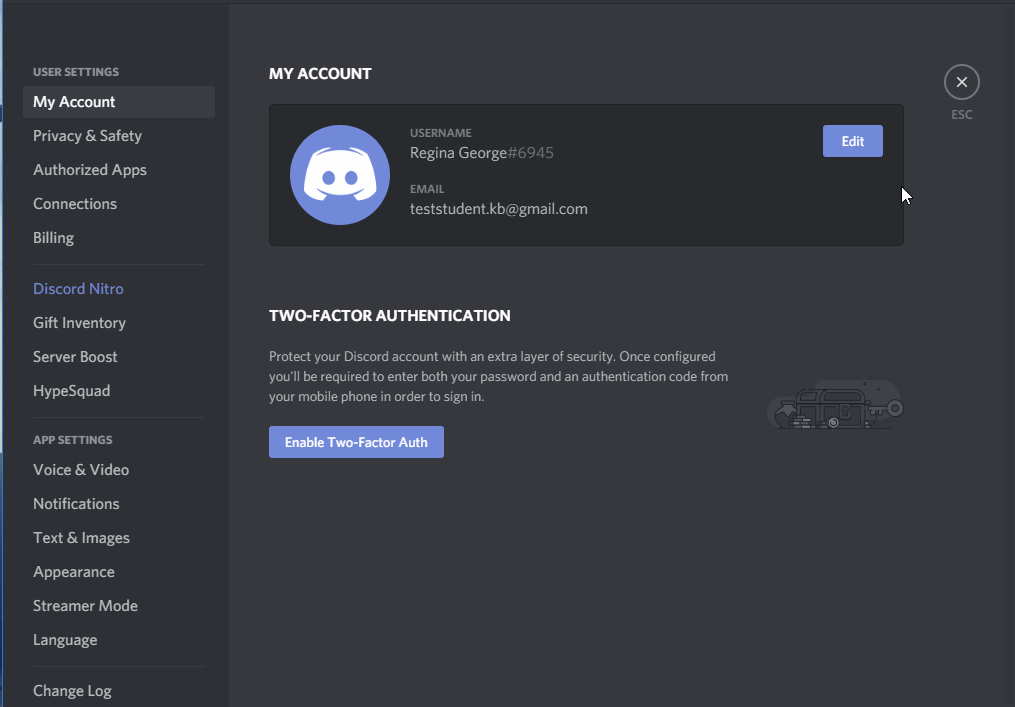 USER SETTINGS
My Account
Privacy & Safety
Authorized Apps
Connections
Billing
Discord Nitro
Gift Inventory
Server Boost
HypeSquad
APP SETTINGS
Voice & Video
Notifications
Text & Images
Appearance
Streamer Mode
Language
Change Log
MY ACCOUNT
USERNAME
Regina George#6945
EMAIL
teststudent.kb@gmail.com
Edit
ESC
TWO-FACTOR AUTHENTICATION
Protect your Discord account with an extra layer of security. Once configured
you'll be required to enter both your password and an authentication code from
your mobile phone in order to sign in.
Enable Two-Factor Auth